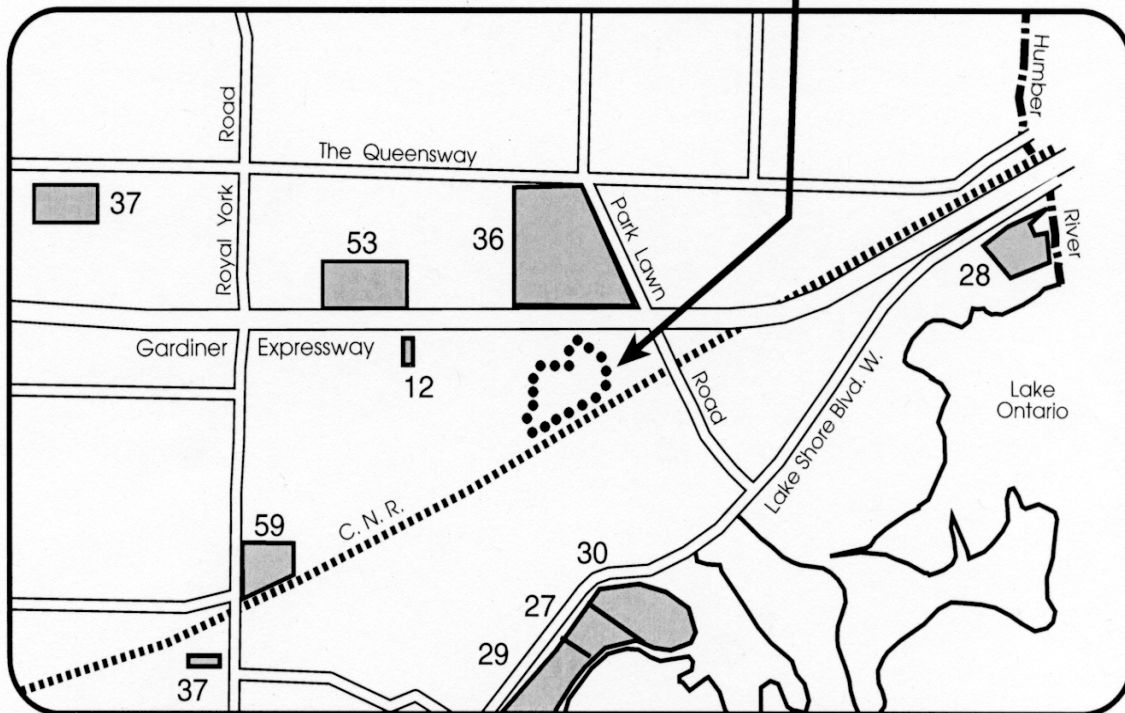 Humber
Road
The Queensway
37
Royal York
53
36
Park Lawn
River
28
Gardiner Expressway
12
Lake
Ontario
Road
Lake Shore Blvd. W.
C. N. R.
59
30
27
29
37